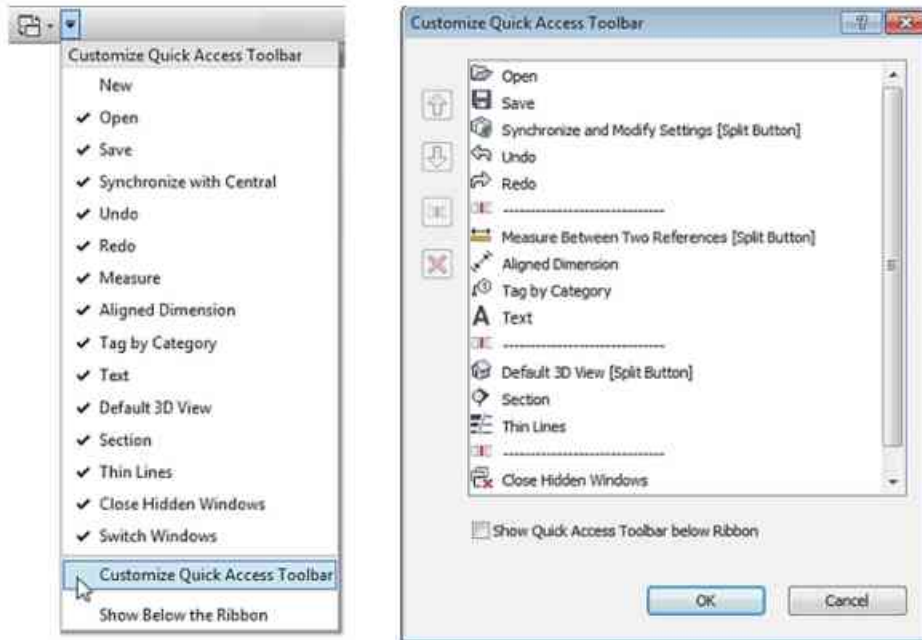 Customize Quick Access Toolbar
New
Open
Save
Synchronize with Central
Undo
Redo
Measure
Aligned Dimension
Tag by Category
Text
Default 3D View
Section
Thin Lines
Close Hidden Windows
Switch Windows
Customize Quick Access Toolbar
Show Below the Ribbon
Customize Quick Access Toolbar
Open
Save
Synchronize and Modify Settings [Split Button]
Undo
Redo
-------------------------------
Measure Between Two References [Split Button]
Aligned Dimension
Tag by Category
A Text
-------------------------------
Default 3D View [Split Button]
Section
Thin Lines
-------------------------------
Close Hidden Windows
Show Quick Access Toolbar below Ribbon
OK
Cancel